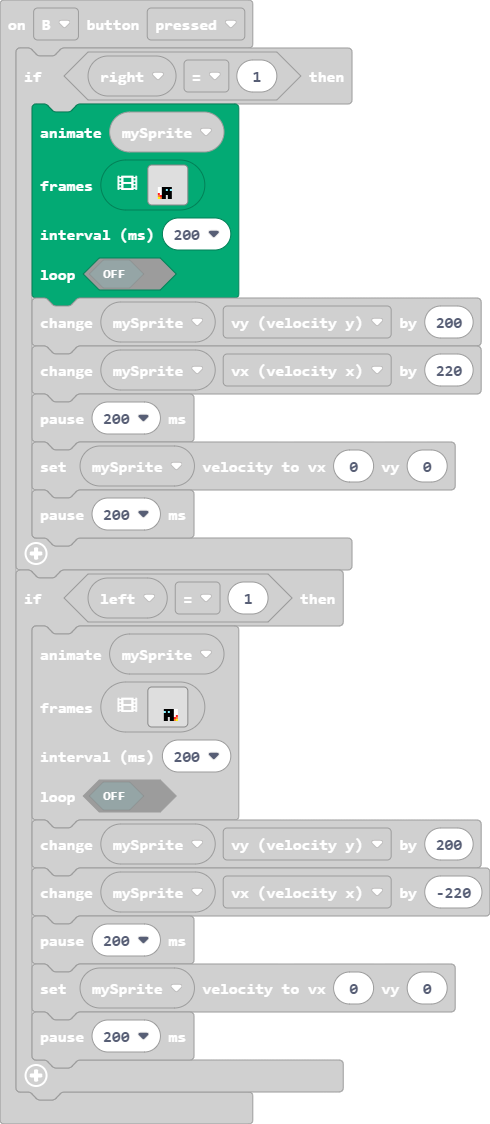 on B button pressed
if right = 1 then
animate mySprite
frames
interval (ms) 200
loop OFF
change mySprite vy (velocity y) by 200
change mySprite vx (velocity x) by 220
pause 200 ms
set mySprite velocity to vx 0 vy 0
pause 200 ms
if left = 1 then
animate mySprite
frames
interval (ms) 200
loop OFF
change mySprite vy (velocity y) by 200
change mySprite vx (velocity x) by -220
pause 200 ms
set mySprite velocity to vx 0 vy 0
pause 200 ms